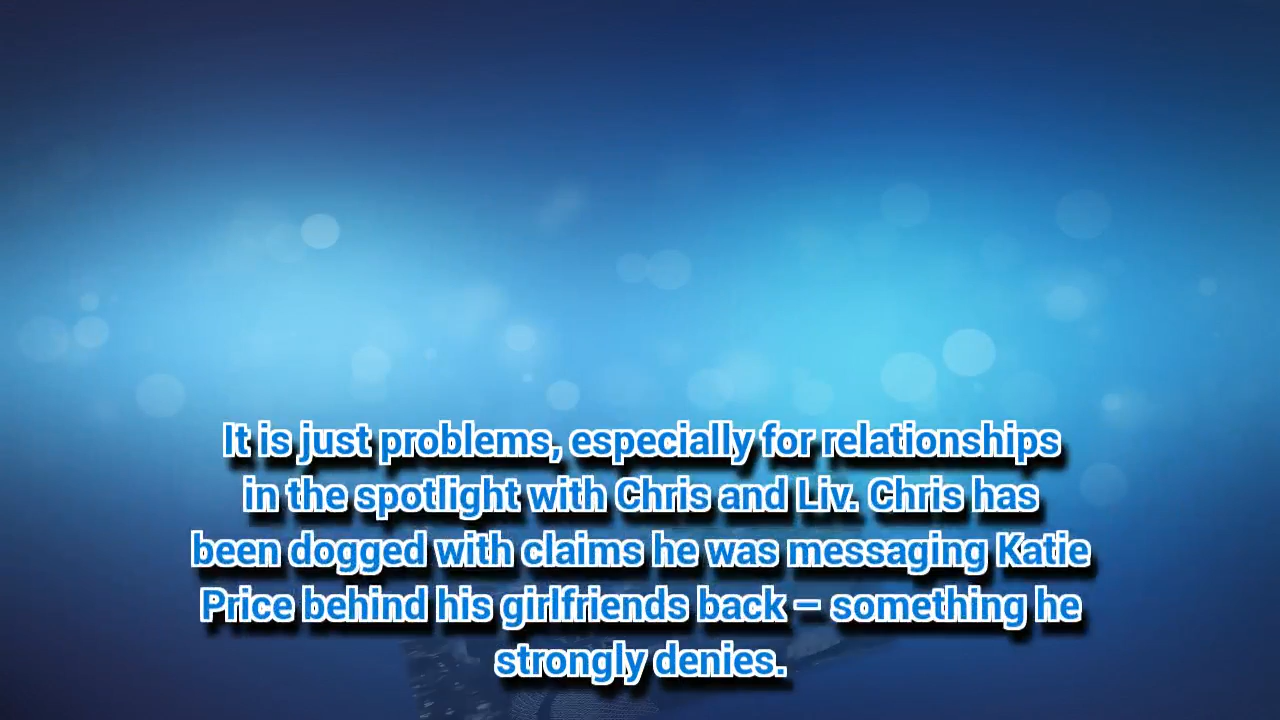 It is just problems, especially for relationships
in the spotlight with Chris and Liv. Chris has
been dogged with claims he was messaging Katie
Price behind his girlfriends back – something he
strongly denies.